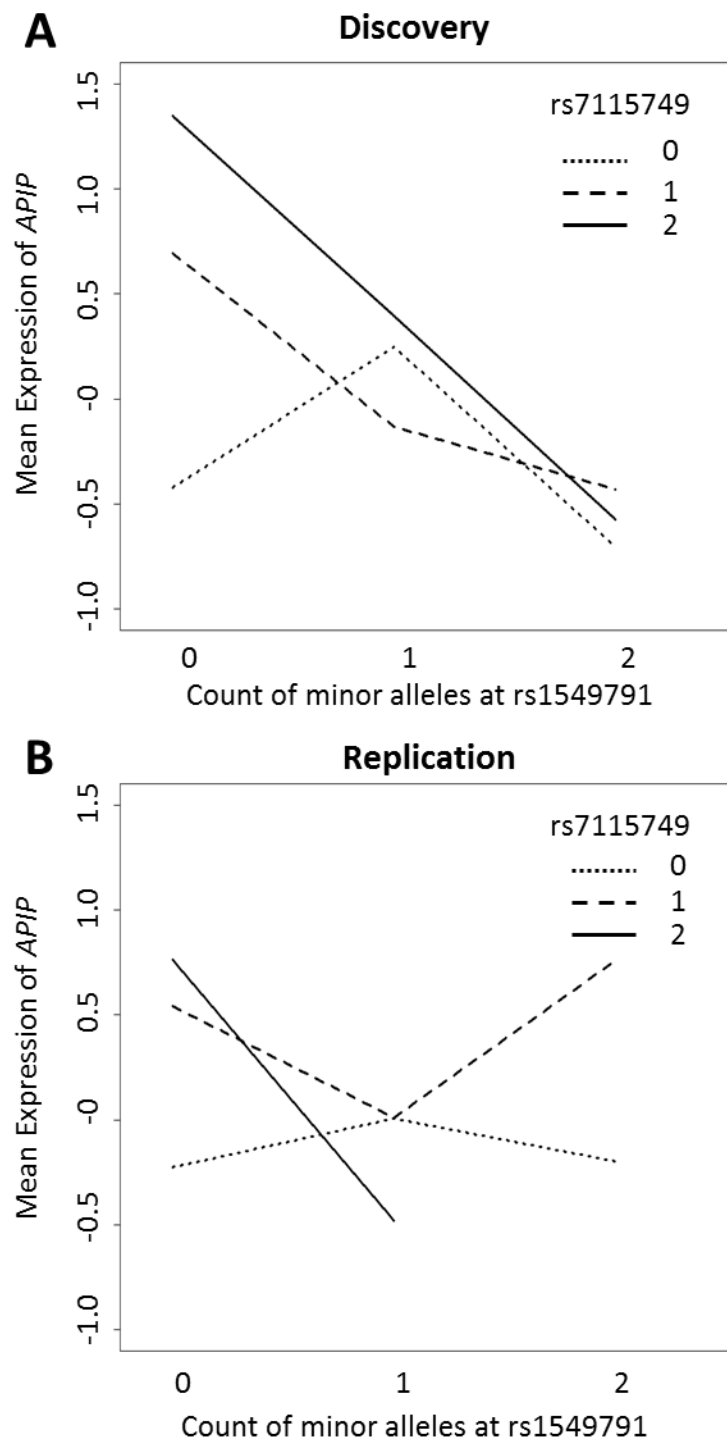 A
Discovery
1.5
1.0
0.5
-0
-0.5
-1.0
Mean Expression of APIP
rs7115749
0
1
2
0 1 2
Count of minor alleles at rs1549791
B
Replication
1.5
1.0
0.5
-0
-0.5
-1.0
Mean Expression of APIP
rs7115749
0
1
2
0 1 2
Count of minor alleles at rs1549791